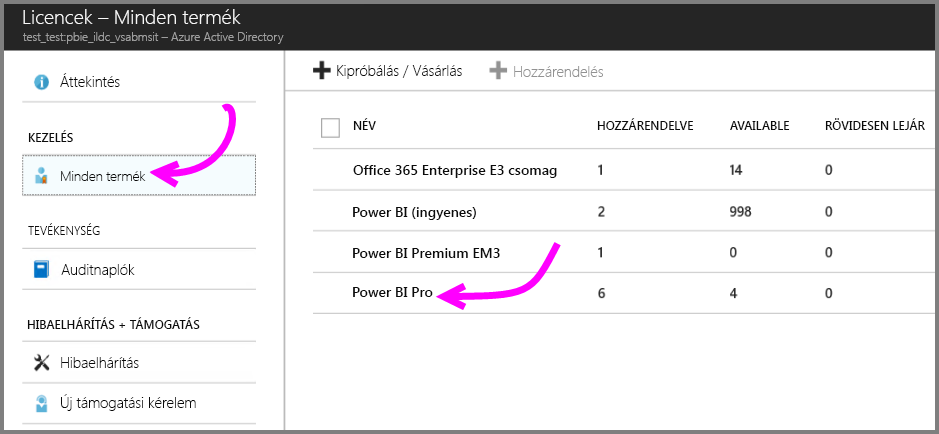 Licencek – Minden termék
test_test:pbie_ildc_vsabmsit – Azure Active Directory
Áttekintés
KEZELÉS
Minden termék
TEVÉKENYSÉG
Auditnaplók
HIBAELHÁRÍTÁS + TÁMOGATÁS
Hibaelhárítás
Új támogatási kérelem
Kipróbálás / Vásárlás Hozzárendelés
NÉV HOZZÁRENDELVE AVAILABLE RÖVIDESEN LEJÁR
Office 365 Enterprise E3 csomag 1 14 0
Power BI (ingyenes) 2 998 0
Power BI Premium EM3 1 0 0
Power BI Pro 6 4 0